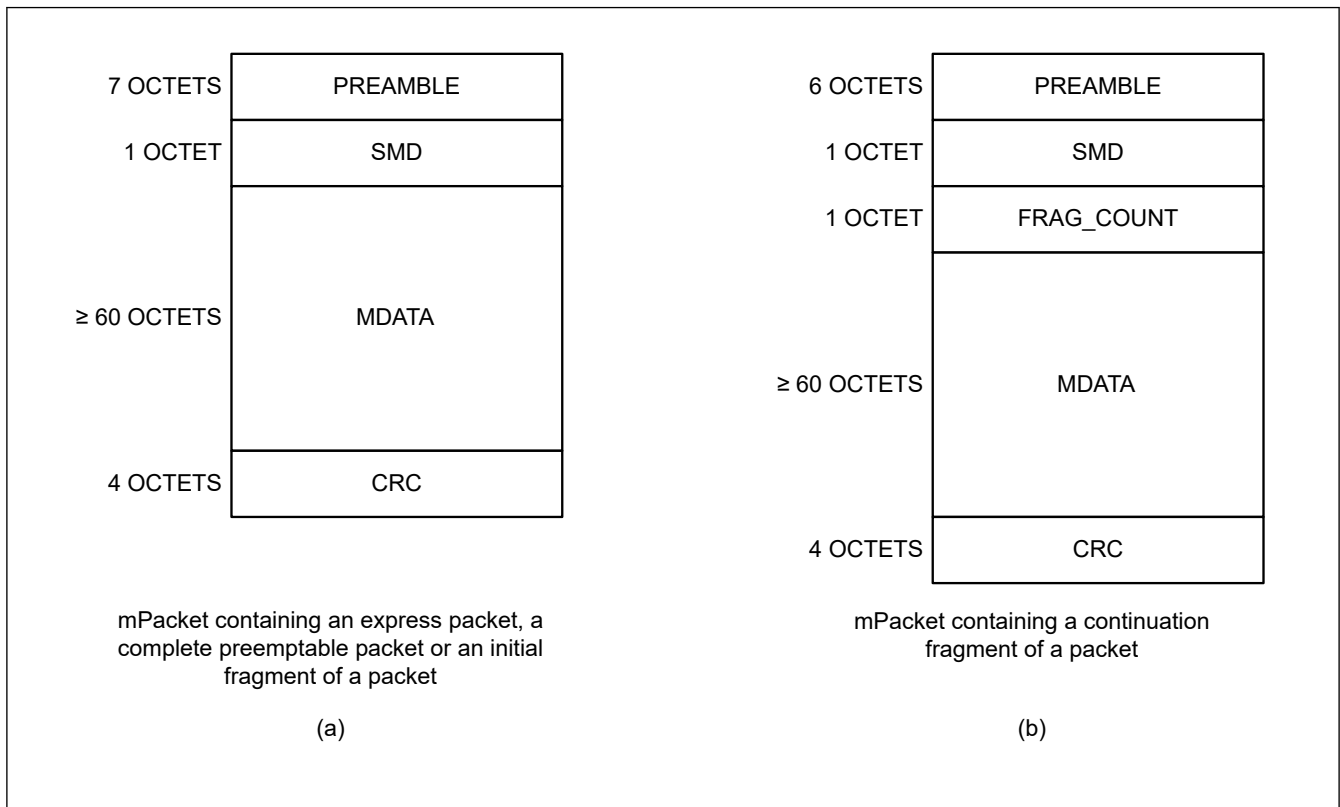 7 OCTETS PREAMBLE
1 OCTET SMD
≥ 60 OCTETS MDATA
4 OCTETS CRC
mPacket containing an express packet, a
complete preemptable packet or an initial
fragment of a packet
(a)
6 OCTETS PREAMBLE
1 OCTET SMD
1 OCTET FRAG_COUNT
≥ 60 OCTETS MDATA
4 OCTETS CRC
mPacket containing a continuation
fragment of a packet
(b)